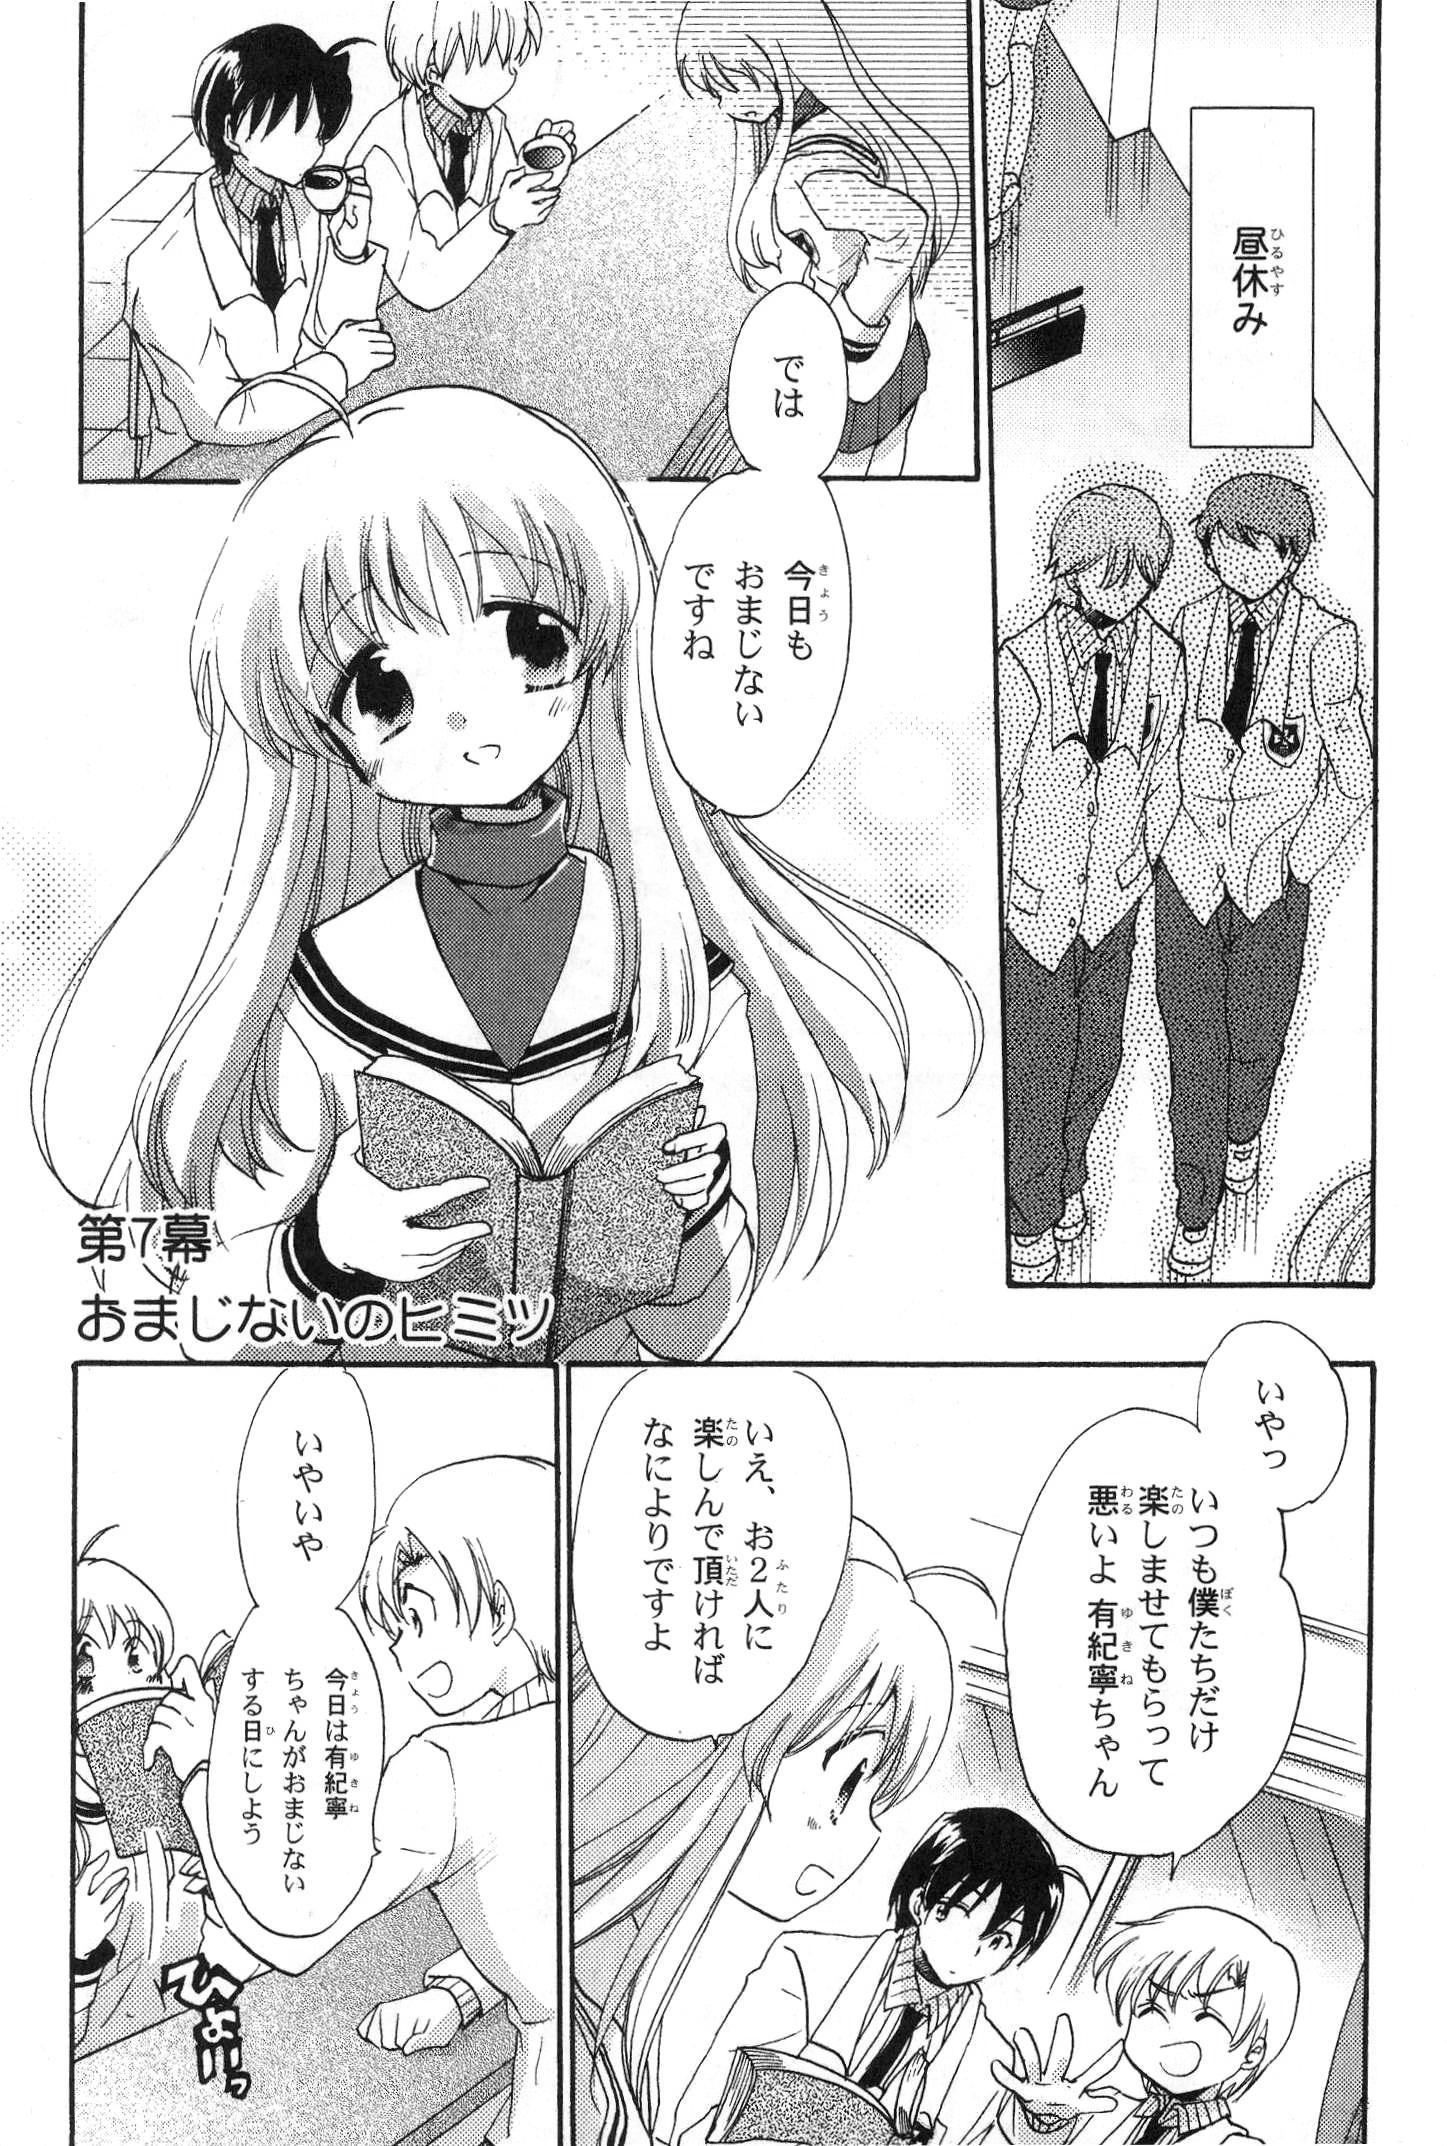 昼休み
では
今日も
おまじない
ですね
第7幕
おまじないのヒミツ
いやっ
いつも僕たちだけ
楽しませてもらって
悪いよ 有紀寧ちゃん
いえ、お2人に
楽しんで頂ければ
なによりですよ
いやいや
今日は有紀寧
ちゃんがおまじない
する日にしよう
ひょーいっ